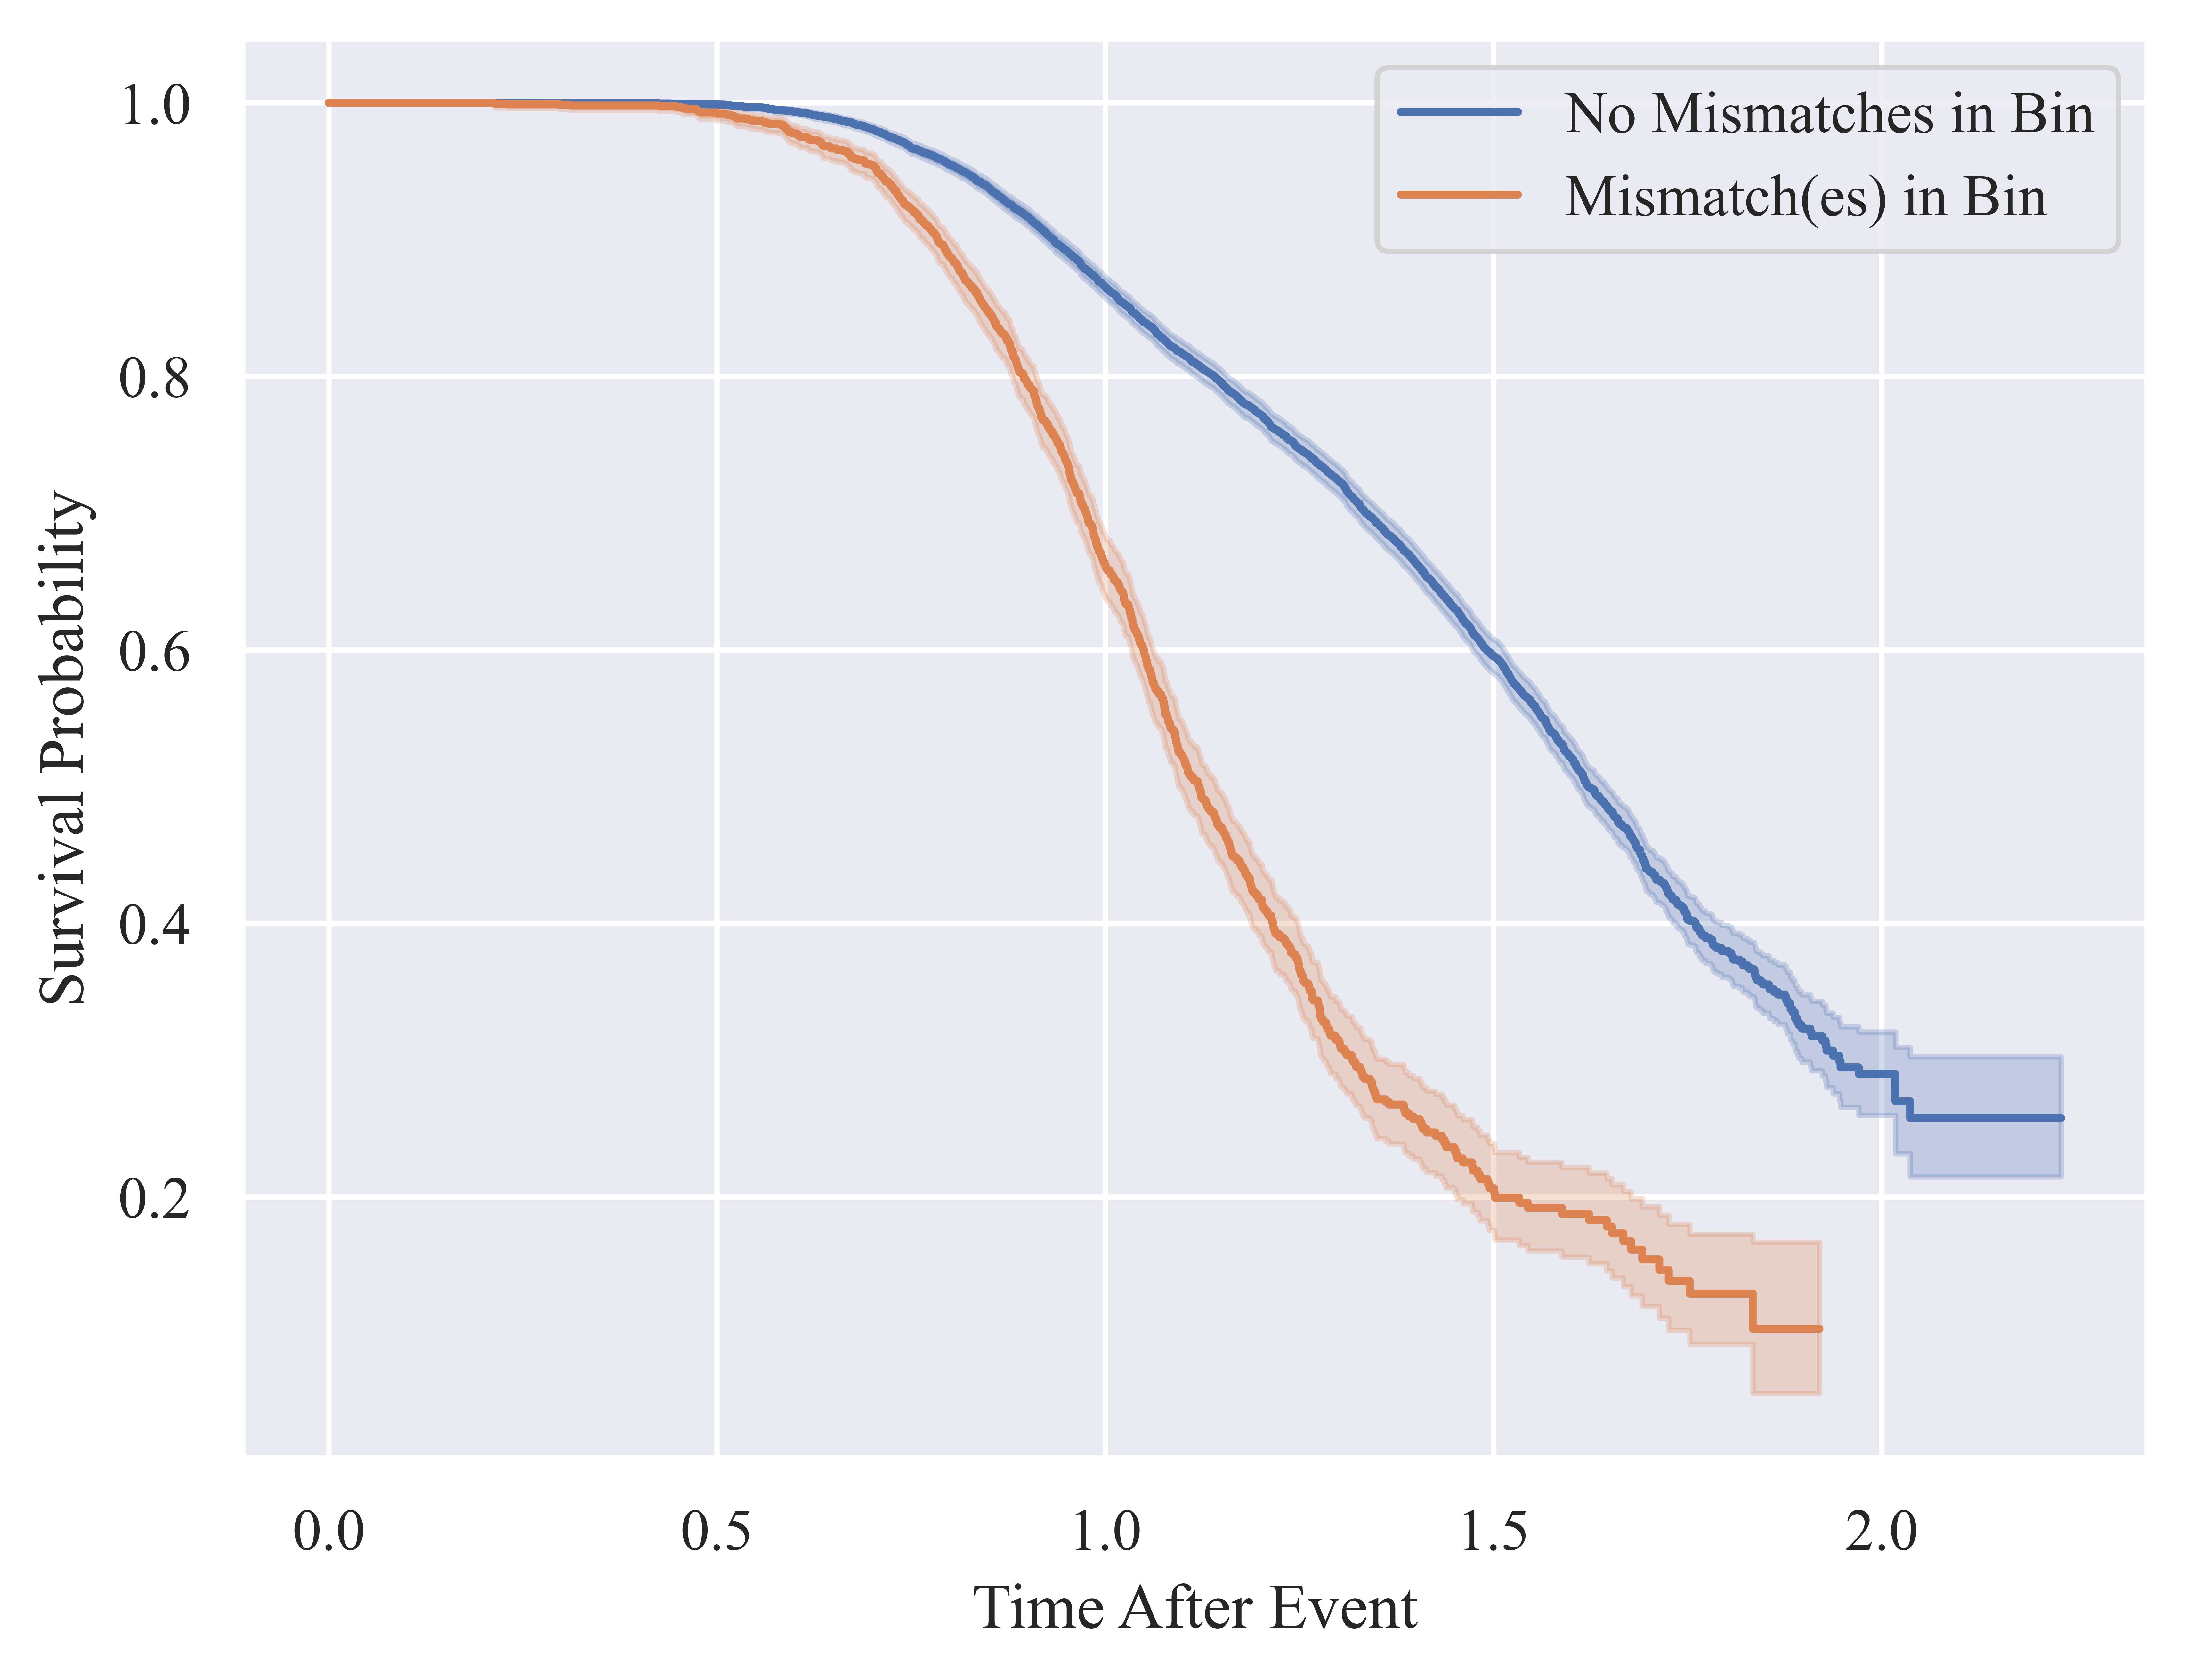 No Mismatches in Bin
Mismatch(es) in Bin
1.0
0.8
0.6
0.4
0.2
Survival Probability
0.0 0.5 1.0 1.5 2.0
Time After Event